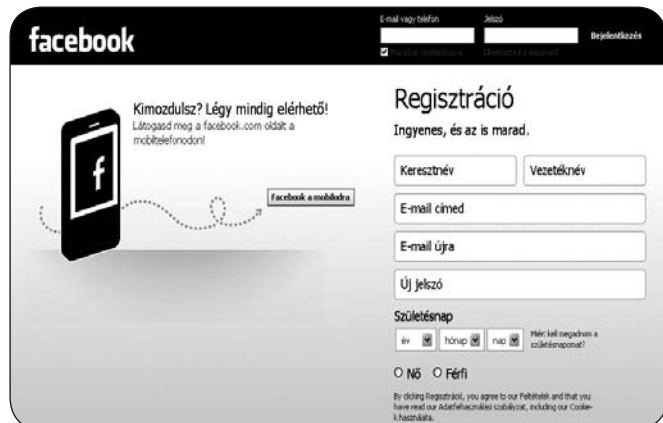 facebook
E-mail vagy telefon
Jelszó
Bejelentkezés
Kimozdulsz? Légy mindig elérhető!
Látogasd meg a facebook.com oldalt a
mobiltelefonodon!
f
Facebook a mobilodra
Regisztráció
Ingyenes, és az is marad.
Keresztnév
Vezetéknév
E-mail címed
E-mail újra
Új jelszó
Születésnap
év
hónap
nap
Miért kell megadnom a
születésnapomat?
Nő
Férfi
By clicking Regisztráció, you agree to our Feltételek and that you
have read our Adatfelhasználási szabályzat, including our Cookie-
k használata.